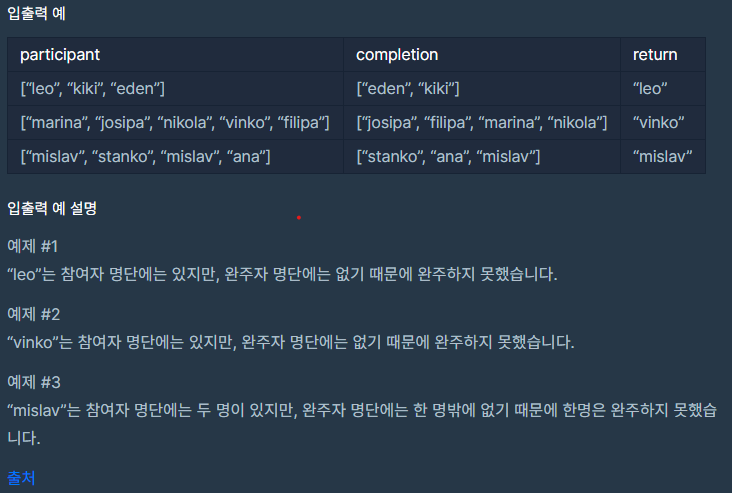 입출력 예
participant completion return
[“leo”, “kiki”, “eden”] [“eden”, “kiki”] “leo”
[“marina”, “josipa”, “nikola”, “vinko”, “filipa”] [“josipa”, “filipa”, “marina”, “nikola”] “vinko”
[“mislav”, “stanko”, “mislav”, “ana”] [“stanko”, “ana”, “mislav”] “mislav”
입출력 예 설명
예제 #1
“leo”는 참여자 명단에는 있지만, 완주자 명단에는 없기 때문에 완주하지 못했습니다.
예제 #2
“vinko”는 참여자 명단에는 있지만, 완주자 명단에는 없기 때문에 완주하지 못했습니다.
예제 #3
“mislav”는 참여자 명단에는 두 명이 있지만, 완주자 명단에는 한 명밖에 없기 때문에 한명은 완주하지 못했습
니다.
출처